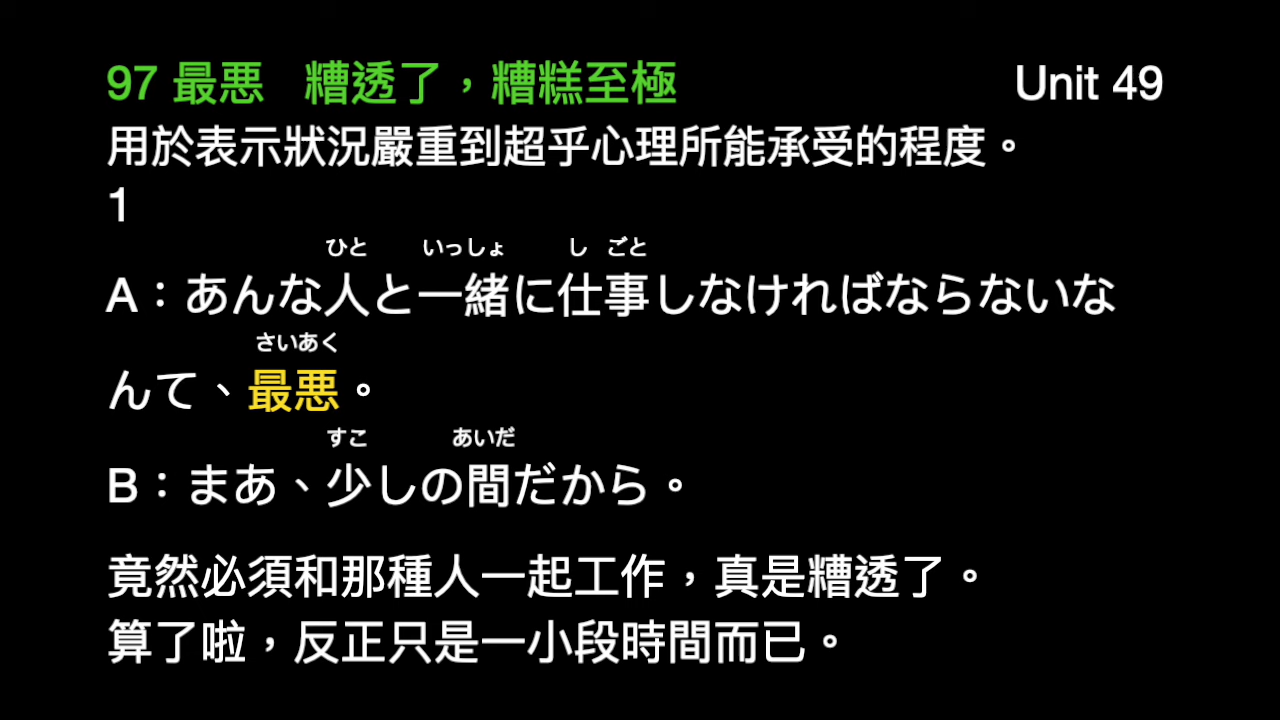 97 最悪 糟透了，糟糕至極 Unit 49
用於表示狀況嚴重到超乎心理所能承受的程度。
1
ひと いっしょ し ごと
A：あんな人と一緒に仕事しなければならないな
さいあく
んて、最悪。
すこ あいだ
B：まあ、少しの間だから。
竟然必須和那種人一起工作，真是糟透了。
算了啦，反正只是一小段時間而已。